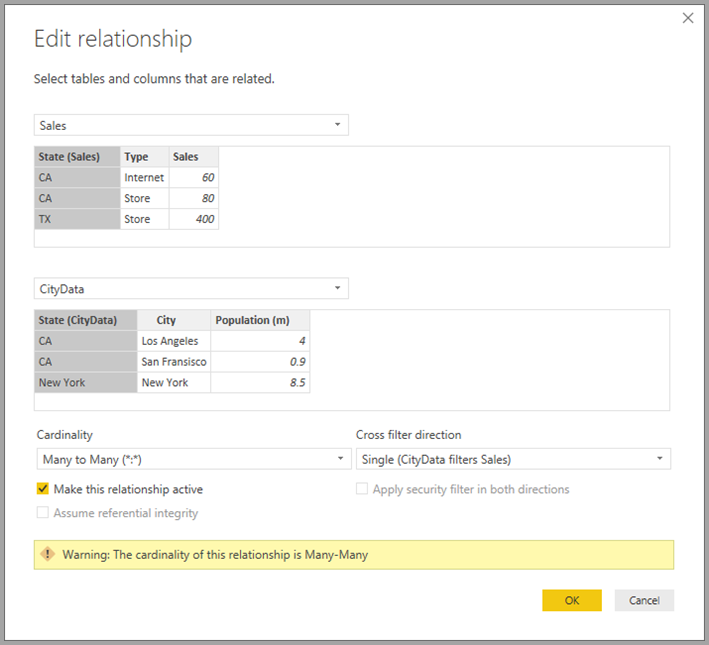 Edit relationship
Select tables and columns that are related.
Sales
State (Sales) Type Sales
CA Internet 60
CA Store 80
TX Store 400
CityData
State (CityData) City Population (m)
CA Los Angeles 4
CA San Fransisco 0.9
New York New York 8.5
Cardinality Cross filter direction
Many to Many (*:*) Single (CityData filters Sales)
Make this relationship active Apply security filter in both directions
Assume referential integrity
! Warning: The cardinality of this relationship is Many-Many
OK Cancel